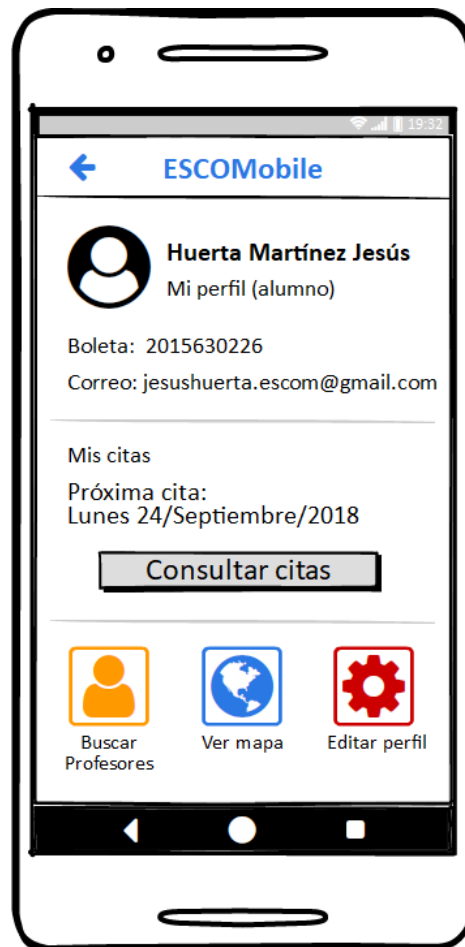 19:32
ESCOMobile
Huerta Martínez Jesús
Mi perfil (alumno)
Boleta: 2015630226
Correo: jesushuerta.escom@gmail.com
Mis citas
Próxima cita:
Lunes 24/Septiembre/2018
Consultar citas
Buscar
Profesores
Ver mapa
Editar perfil